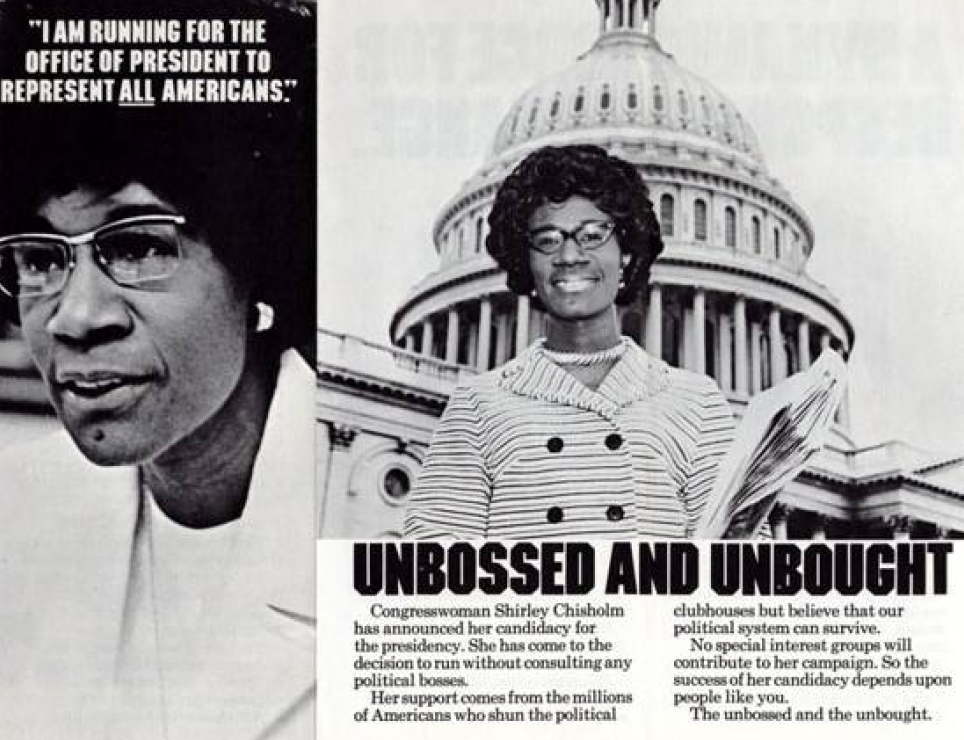 "I AM RUNNING FOR THE
OFFICE OF PRESIDENT TO
REPRESENT ALL AMERICANS."
UNBOSSED AND UNBOUGHT
Congresswoman Shirley Chisholm
has announced her candidacy for
the presidency. She has come to the
decision to run without consulting any
political bosses.
Her support comes from the millions
of Americans who shun the political
clubhouses but believe that our
political system can survive.
No special interest groups will
contribute to her campaign. So the
success of her candidacy depends upon
people like you.
The unbossed and the unbought.